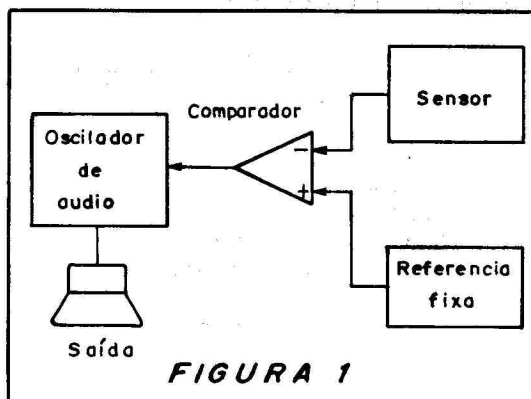 Sensor
Comparador
Oscilador
de
audio
−
+
Referencia
fixa
Saída
FIGURA 1